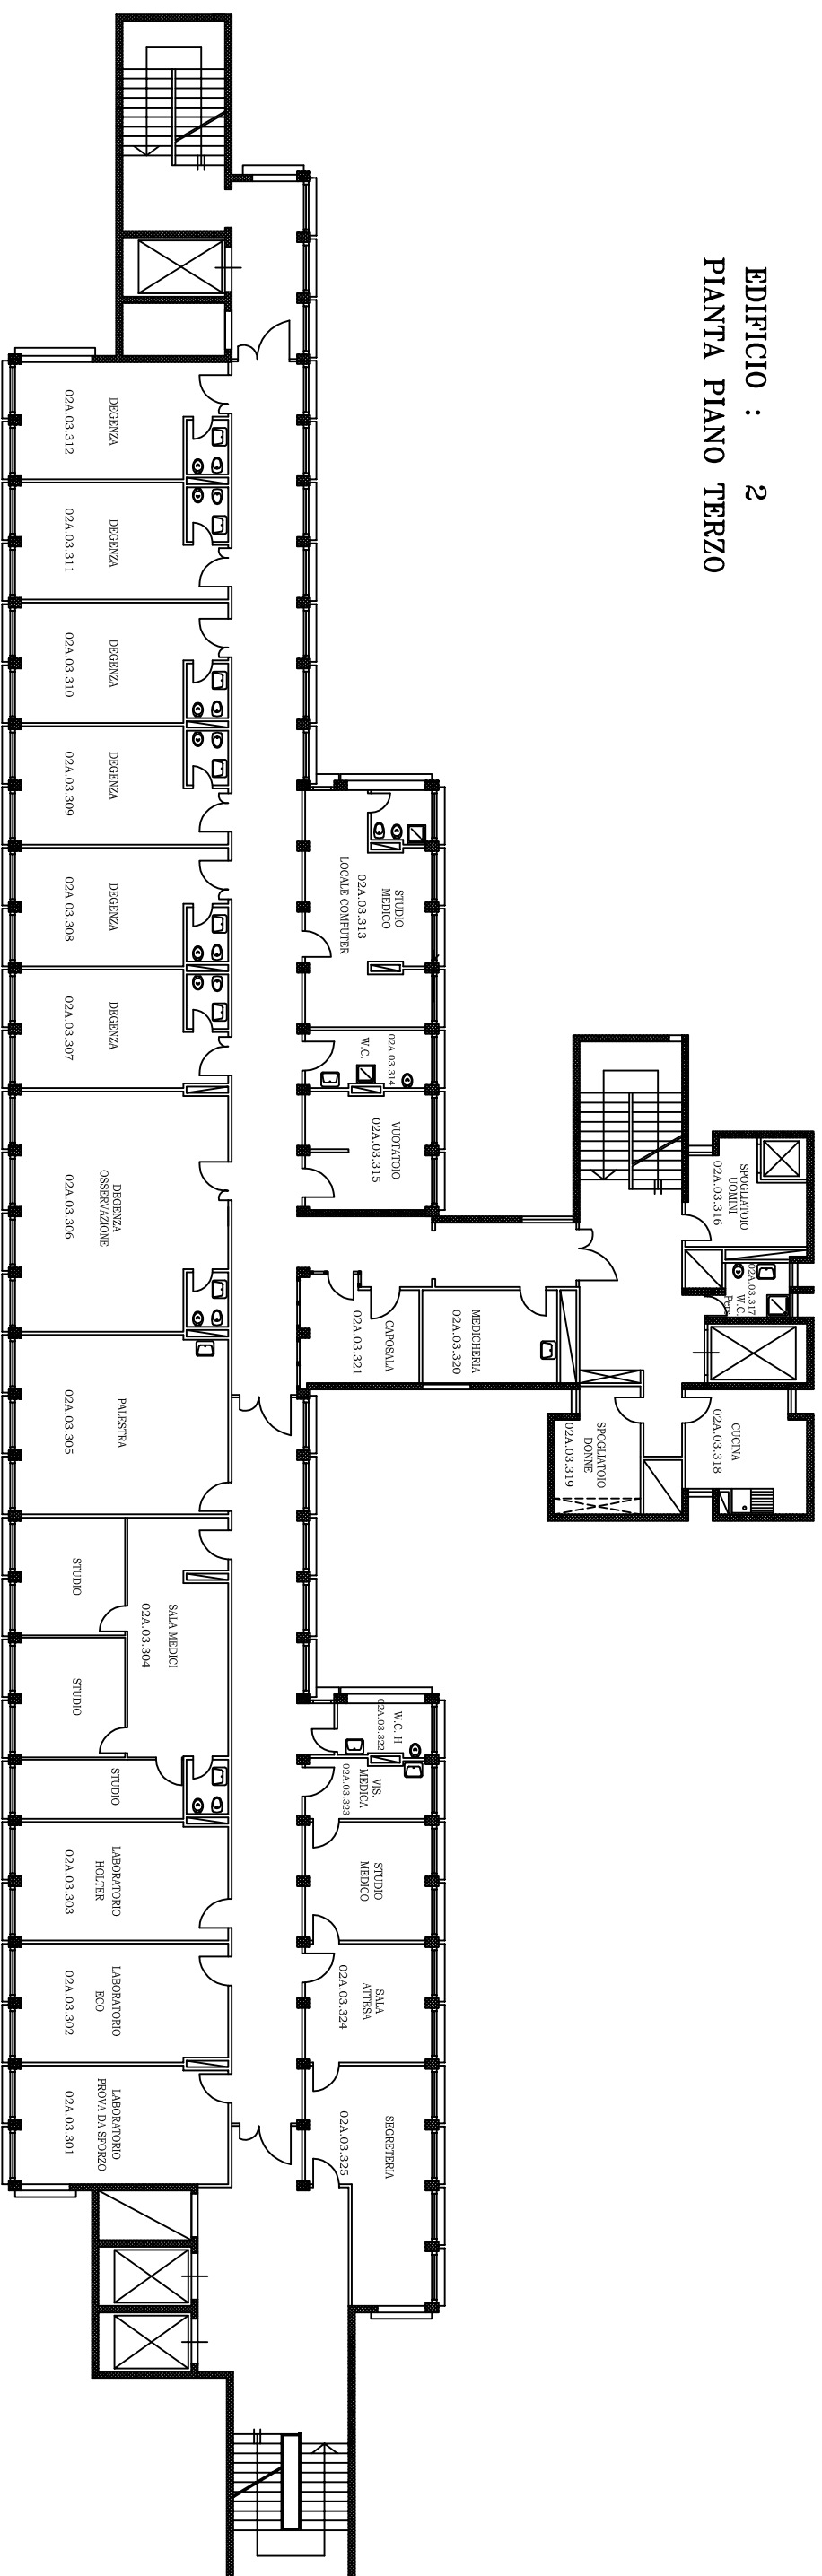 EDIFICIO : 2
PIANTA PIANO TERZO
SPOGLIATOIO
UOMINI
02A.03.316
02A.03.317
W.C.
Pers.
CUCINA
02A.03.318
SPOGLIATOIO
DONNE
02A.03.319
MEDICHERIA
02A.03.320
CAPOSALA
02A.03.321
STUDIO
MEDICO
02A.03.313
LOCALE COMPUTER
02A.03.314
W.C.
VUOTATOIO
02A.03.315
W.C. H
02A.03.322
VIS.
MEDICA
02A.03.323
STUDIO
MEDICO
SALA
ATTESA
02A.03.324
SEGRETERIA
02A.03.325
DEGENZA
02A.03.312
DEGENZA
02A.03.311
DEGENZA
02A.03.310
DEGENZA
02A.03.309
DEGENZA
02A.03.308
DEGENZA
02A.03.307
DEGENZA
OSSERVAZIONE
02A.03.306
PALESTRA
02A.03.305
SALA MEDICI
02A.03.304
STUDIO
STUDIO
STUDIO
LABORATORIO
HOLTER
02A.03.303
LABORATORIO
ECO
02A.03.302
LABORATORIO
PROVA DA SFORZO
02A.03.301